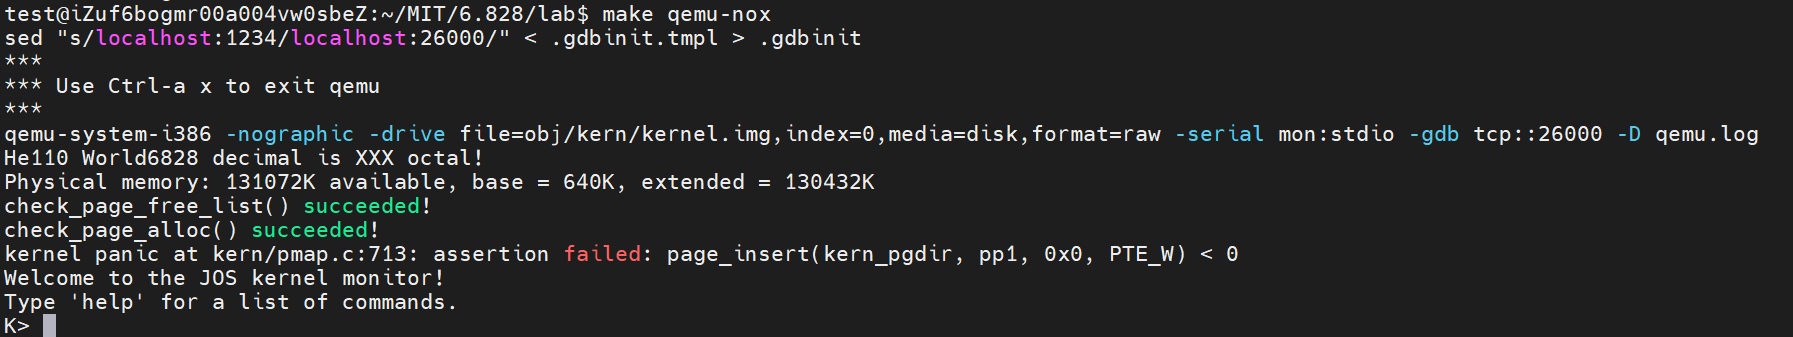 test@iZuf6bogmr00a004vw0sbeZ:~/MIT/6.828/lab$ make qemu-nox
sed "s/localhost:1234/localhost:26000/" < .gdbinit.tmpl > .gdbinit
***
*** Use Ctrl-a x to exit qemu
***
qemu-system-i386 -nographic -drive file=obj/kern/kernel.img,index=0,media=disk,format=raw -serial mon:stdio -gdb tcp::26000 -D qemu.log
He110 World6828 decimal is XXX octal!
Physical memory: 131072K available, base = 640K, extended = 130432K
check_page_free_list() succeeded!
check_page_alloc() succeeded!
kernel panic at kern/pmap.c:713: assertion failed: page_insert(kern_pgdir, pp1, 0x0, PTE_W) < 0
Welcome to the JOS kernel monitor!
Type 'help' for a list of commands.
K>